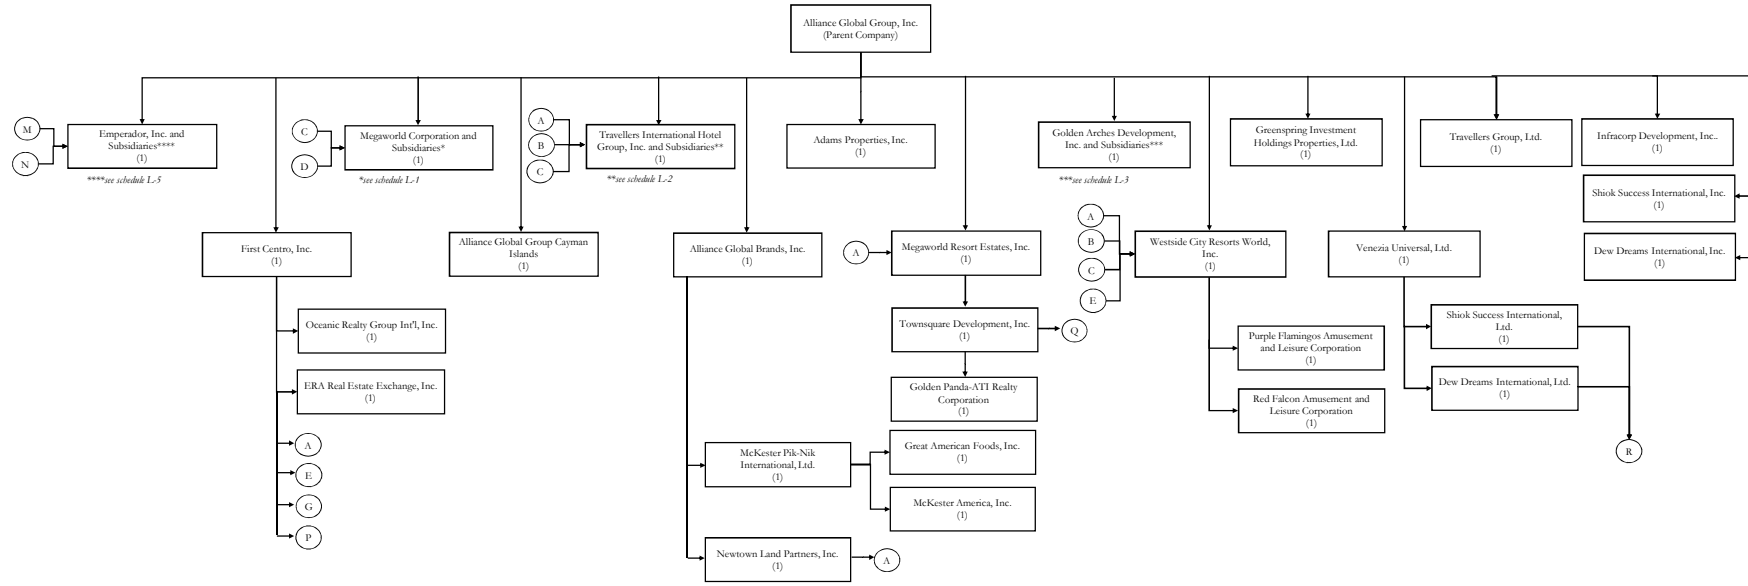 Alliance Global Group, Inc.
(Parent Company)
M
N
Emperador, Inc. and
Subsidiaries****
(1)
****see schedule L-5
C
D
Megaworld Corporation and
Subsidiaries*
(1)
*see schedule L-1
A
B
C
Travellers International Hotel
Group, Inc. and Subsidiaries**
(1)
**see schedule L-2
Adams Properties, Inc.
(1)
Golden Arches Development,
Inc. and Subsidiaries***
(1)
***see schedule L-3
Greenspring Investment
Holdings Properties, Ltd.
(1)
Travellers Group, Ltd.
(1)
Infracorp Development, Inc..
(1)
Shiok Success International, Inc.
(1)
Dew Dreams International, Inc.
(1)
First Centro, Inc.
(1)
Alliance Global Group Cayman
Islands
(1)
Alliance Global Brands, Inc.
(1)
A
Megaworld Resort Estates, Inc.
(1)
A
B
C
E
Westside City Resorts World,
Inc.
(1)
Venezia Universal, Ltd.
(1)
Oceanic Realty Group Int'l, Inc.
(1)
ERA Real Estate Exchange, Inc.
(1)
A
E
G
P
Townsquare Development, Inc.
(1)
Q
Golden Panda-ATI Realty
Corporation
(1)
Purple Flamingos Amusement
and Leisure Corporation
(1)
Red Falcon Amusement and
Leisure Corporation
(1)
Shiok Success International,
Ltd.
(1)
Dew Dreams International, Ltd.
(1)
R
McKester Pik-Nik
International, Ltd.
(1)
Great American Foods, Inc.
(1)
McKester America, Inc.
(1)
Newtown Land Partners, Inc.
(1)
A